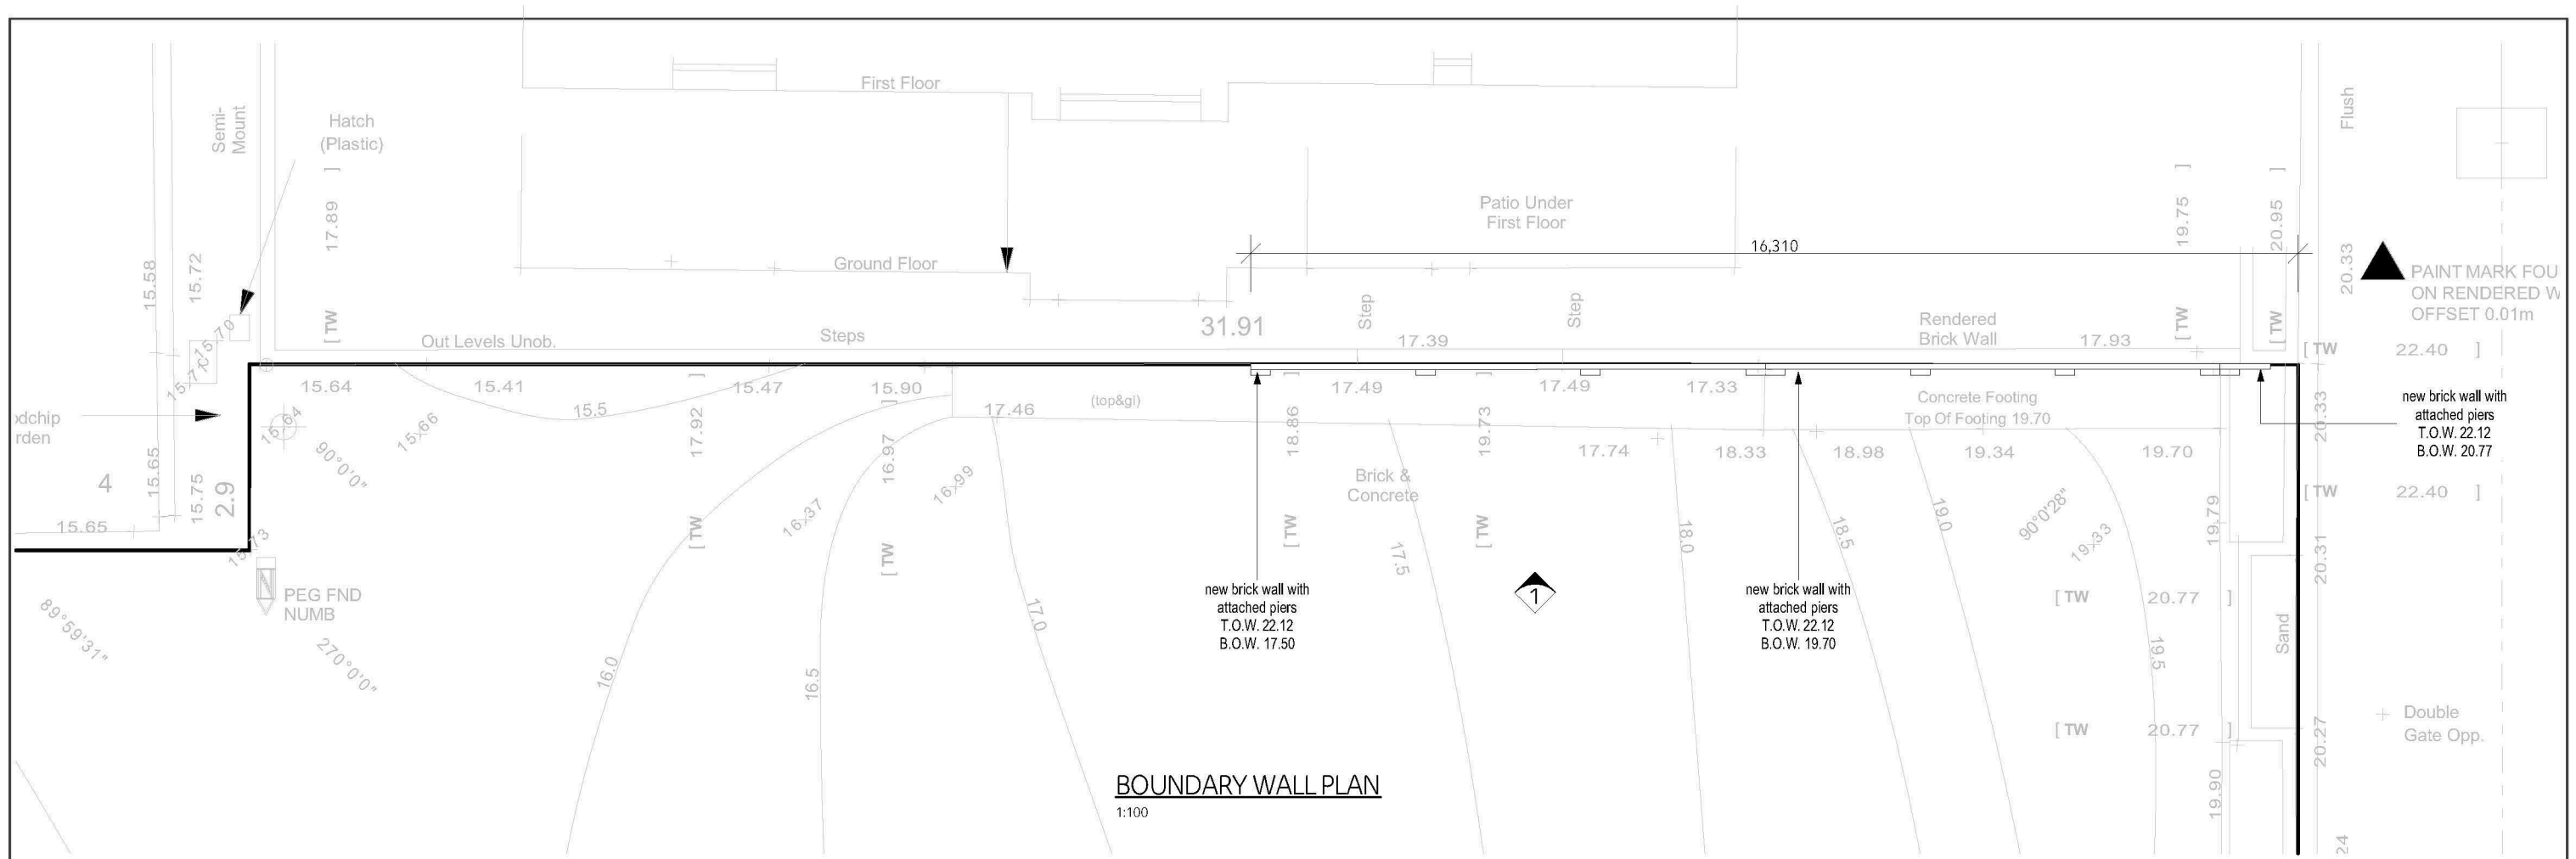 First Floor
Semi-
Mount
Hatch
(Plastic)
Flush
[ TW 17.89 ]
[ TW 19.75 ]
[ TW 20.95 ]
Patio Under
First Floor
16,310
Ground Floor
15.58
15.72
20.33
PAINT MARK FOU
ON RENDERED W
OFFSET 0.01m
15.70
Out Levels Unob.
Steps
31.91
Step
17.39
Step
Rendered
Brick Wall
17.93
[ TW 22.40 ]
15.64
15.41
15.5
15.47
15.90
17.46
(top&gl)
17.49
17.49
17.33
Concrete Footing
Top Of Footing 19.70
20.33
new brick wall with
attached piers
T.O.W. 22.12
B.O.W. 20.77
rden
15.64
15.66
90°0'0"
[ TW 17.92 ]
[ TW 16.97 ]
16.99
16.37
[ TW 18.86 ]
[ TW 19.73 ]
17.74
18.33
18.98
19.34
19.70
Brick &
Concrete
4
15.65
15.75
2.9
15.65
15.73
17.5
18.0
18.5
19.0
90°0'28"
19.33
19.79
[ TW 22.40 ]
20.31
PEG FND
NUMB
89°59'31"
270°0'0"
16.0
16.5
17.0
new brick wall with
attached piers
T.O.W. 22.12
B.O.W. 17.50
1
new brick wall with
attached piers
T.O.W. 22.12
B.O.W. 19.70
[ TW 20.77 ]
19.5
Sand
[ TW 20.77 ]
20.27
Double
Gate Opp.
19.90
24
BOUNDARY WALL PLAN
1:100